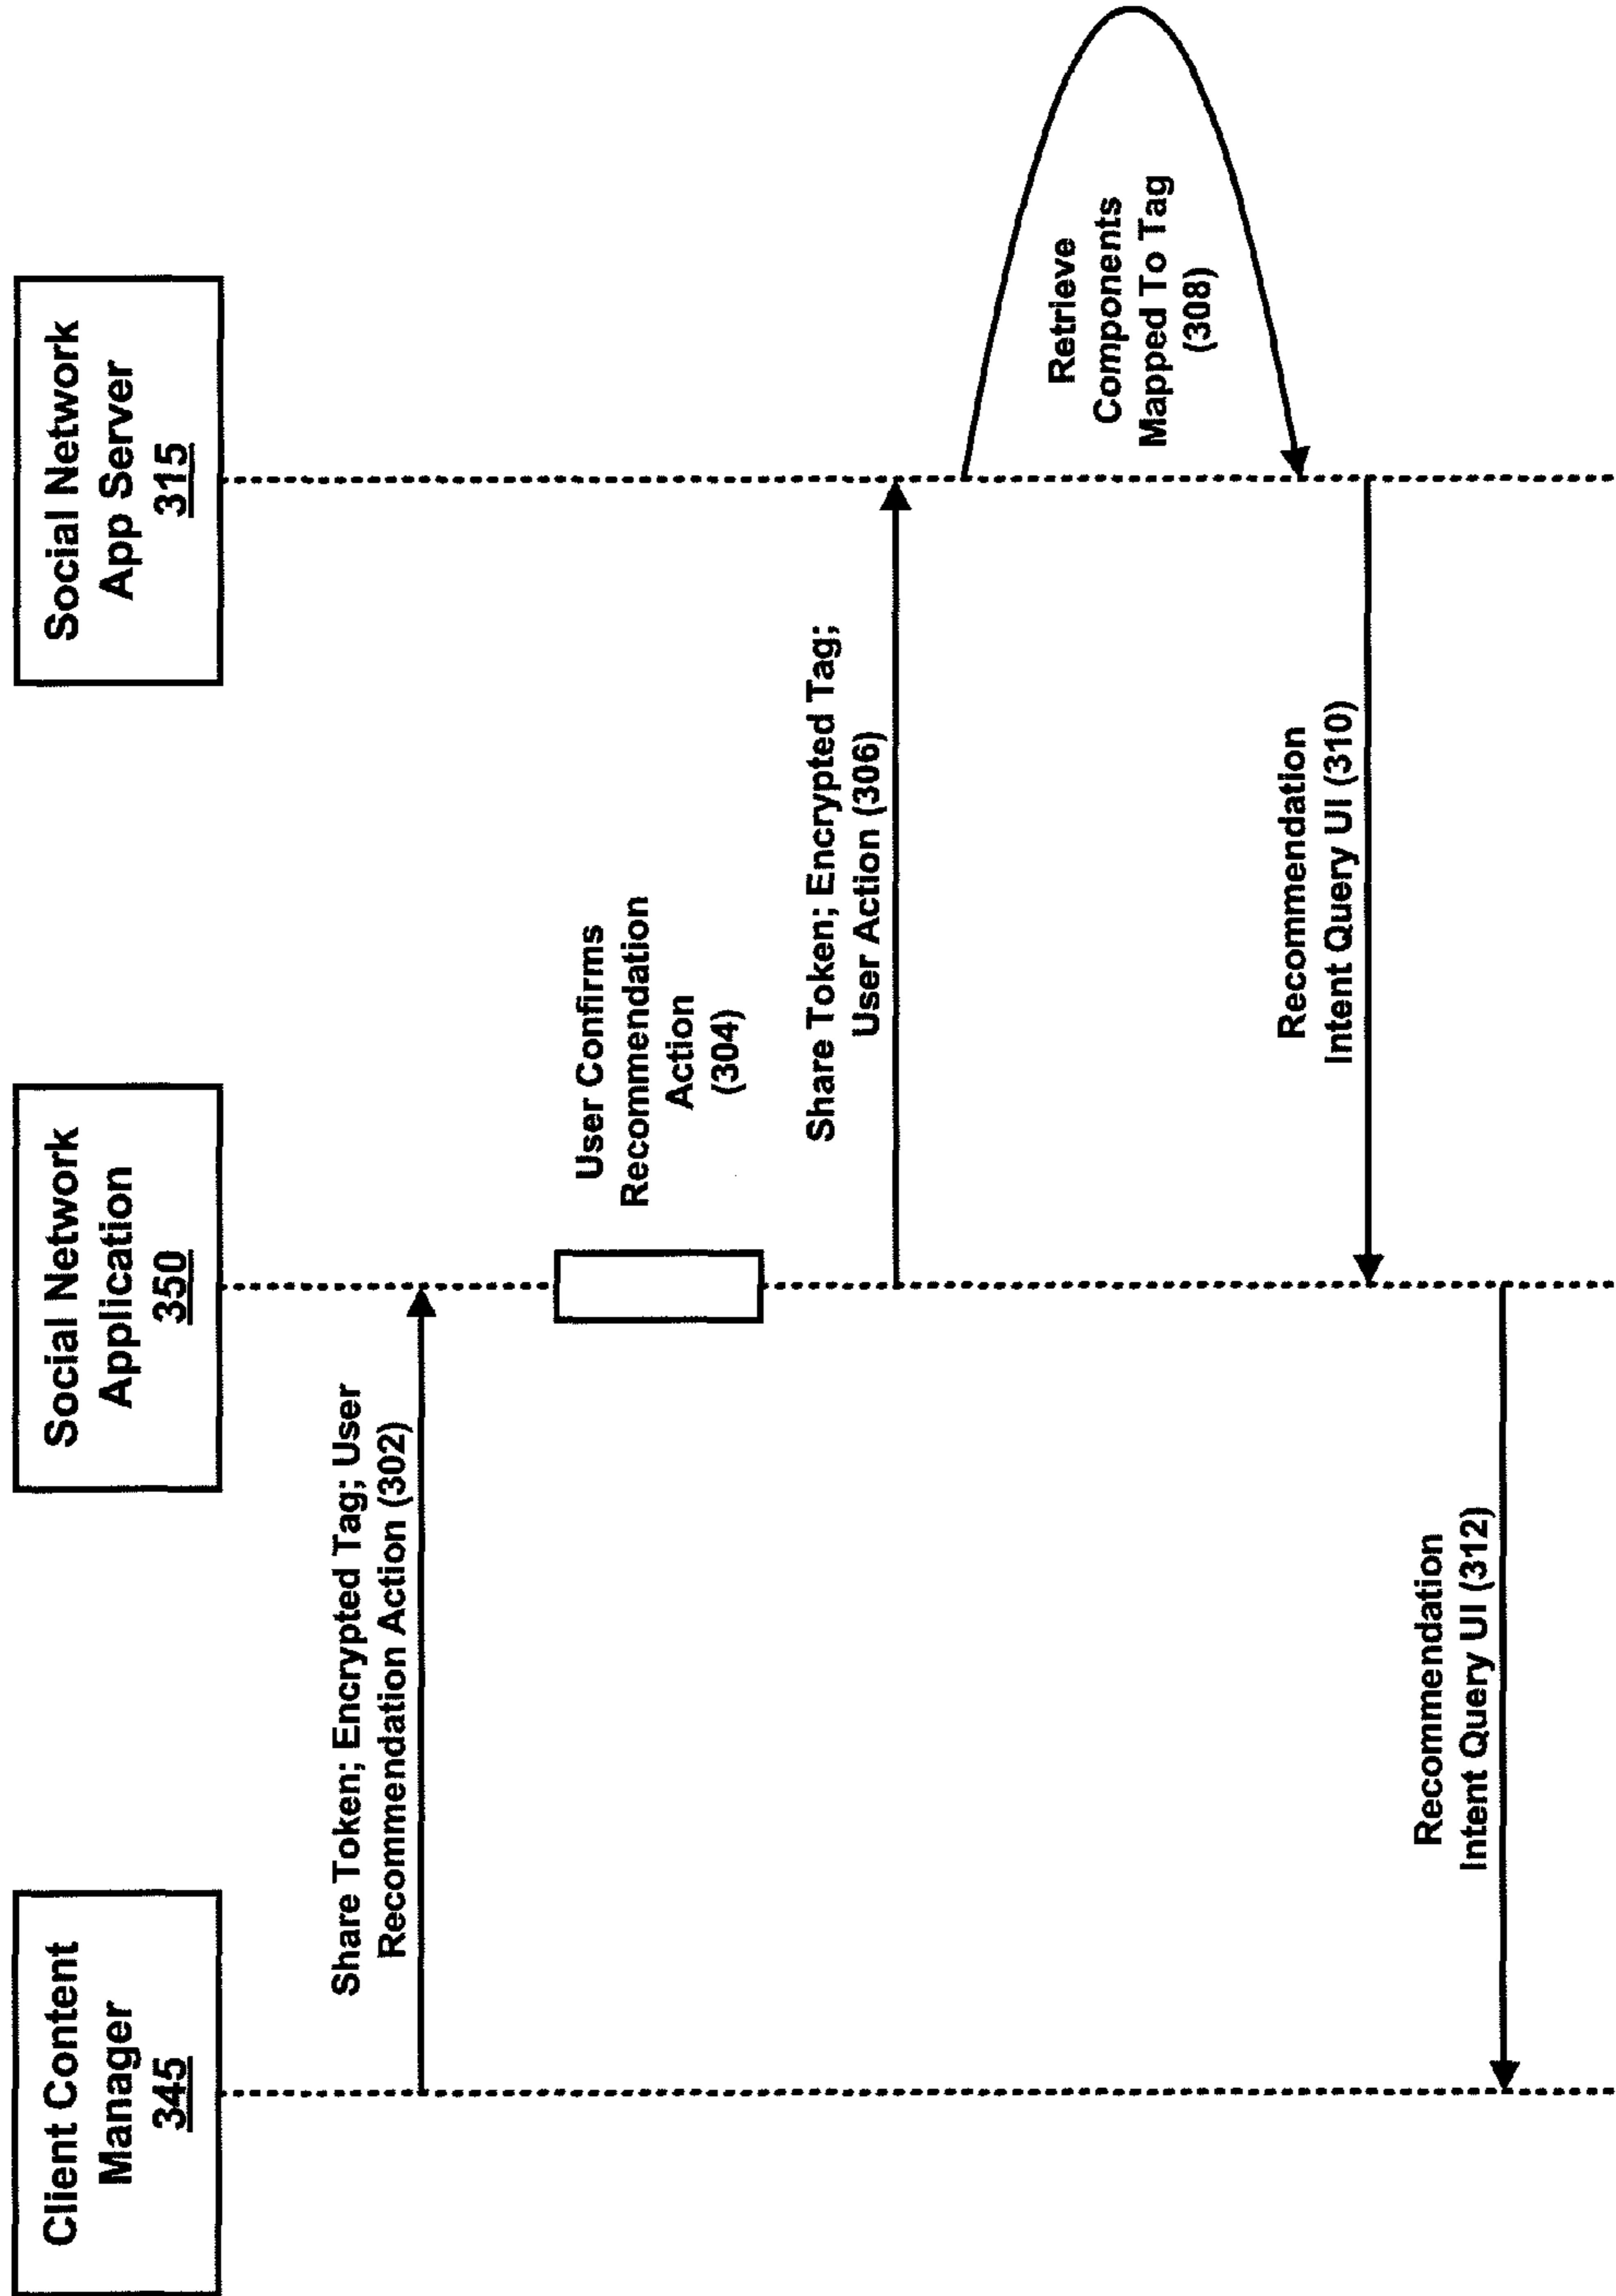 Client Content
Manager
345
Social Network
Application
350
Social Network
App Server
315
Share Token; Encrypted Tag; User
Recommendation Action (302)
User Confirms
Recommendation
Action
(304)
Share Token; Encrypted Tag;
User Action (306)
Retrieve
Components
Mapped To Tag
(308)
Recommendation
Intent Query UI (310)
Recommendation
Intent Query UI (312)